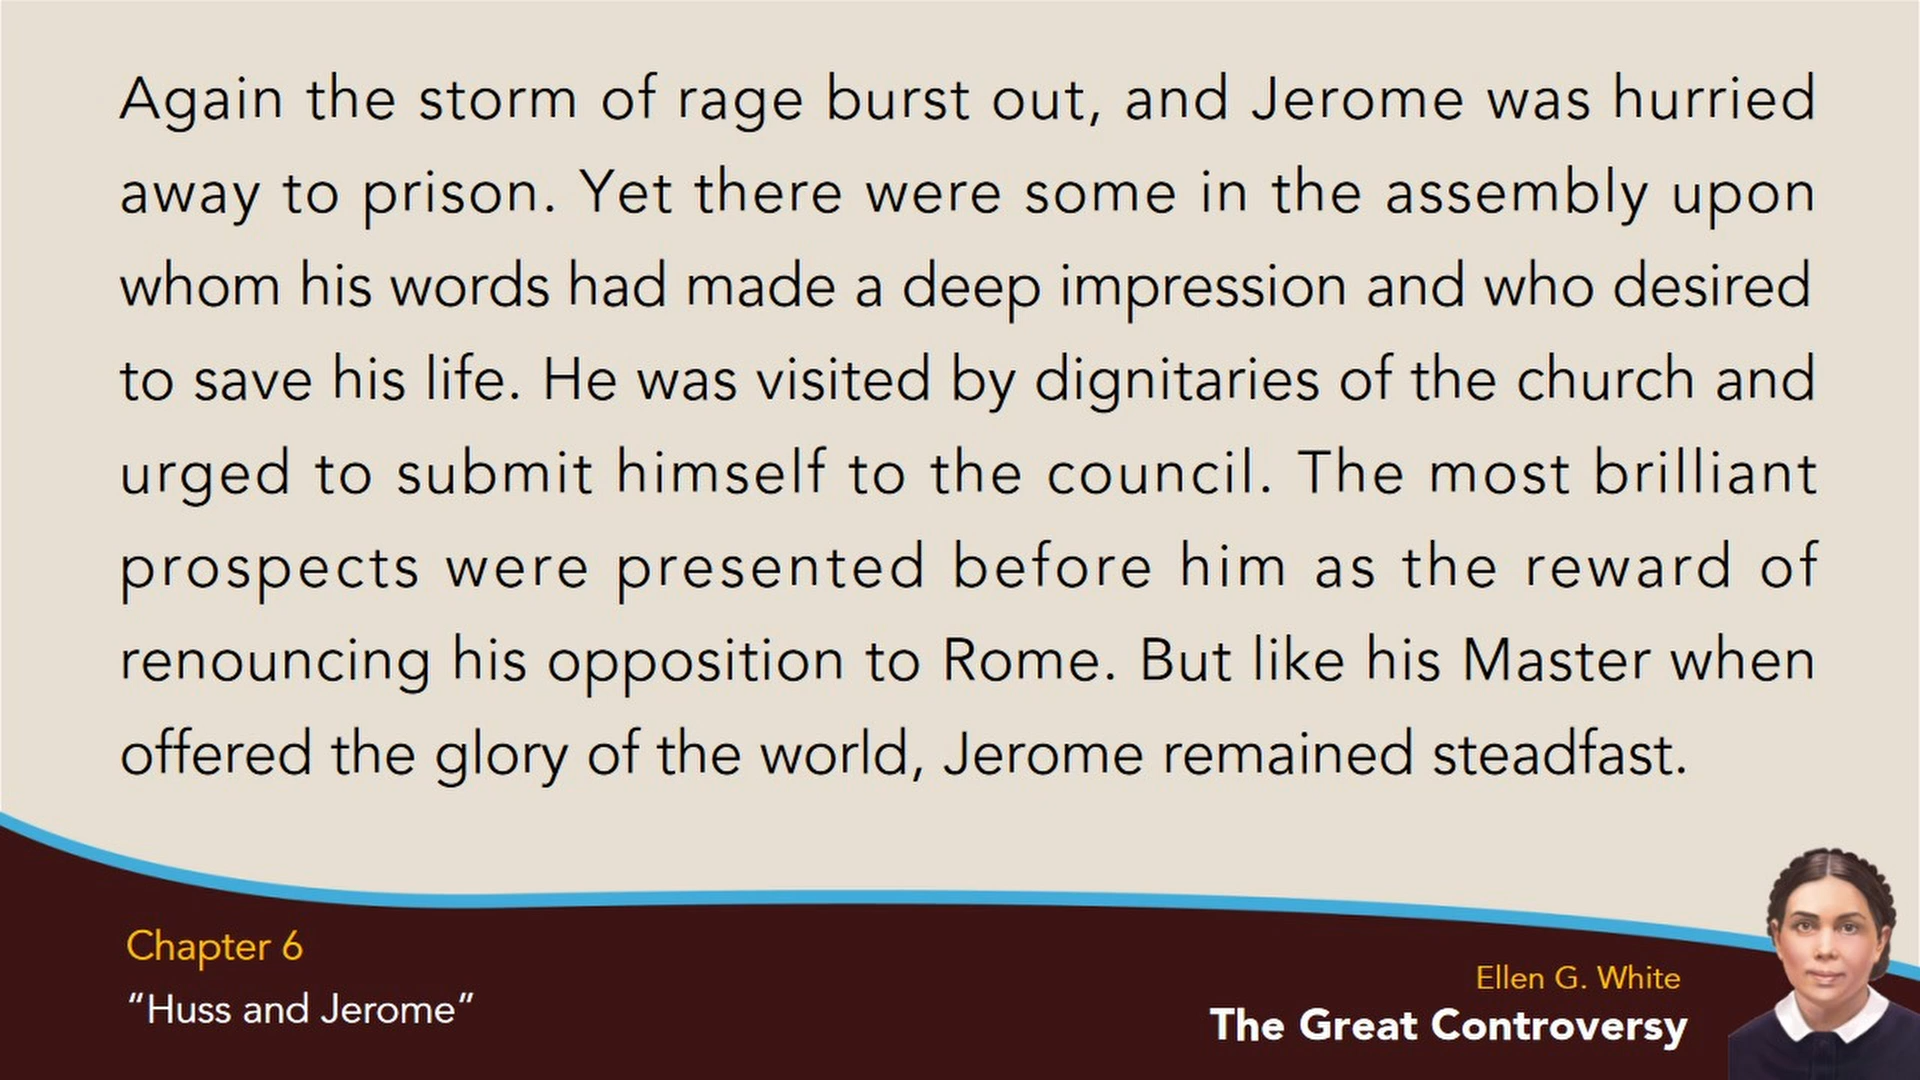 Again the storm of rage burst out, and Jerome was hurried
away to prison. Yet there were some in the assembly upon
whom his words had made a deep impression and who desired
to save his life. He was visited by dignitaries of the church and
urged to submit himself to the council. The most brilliant
prospects were presented before him as the reward of
renouncing his opposition to Rome. But like his Master when
offered the glory of the world, Jerome remained steadfast.
Chapter 6
“Huss and Jerome”
Ellen G. White
The Great Controversy